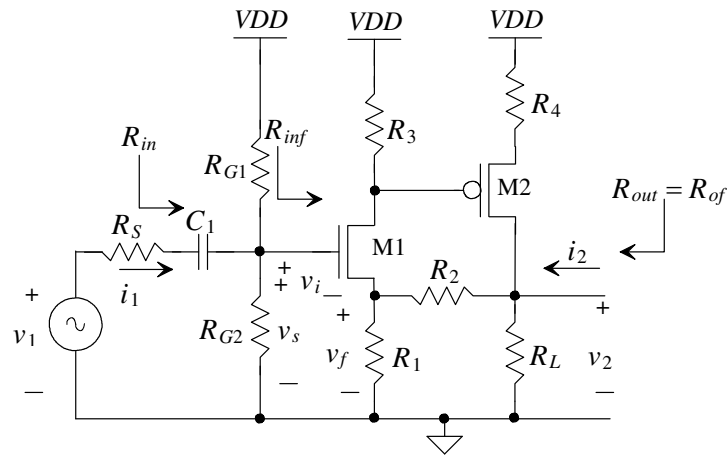 VDD VDD VDD
R3 R4
Rin Rinf
RG1
M2
Rout = Rof
RS C1
M1
R2 i2
+ i1 + + vi − +
v1 RG2 vs vf R1 RL v2
− − − −